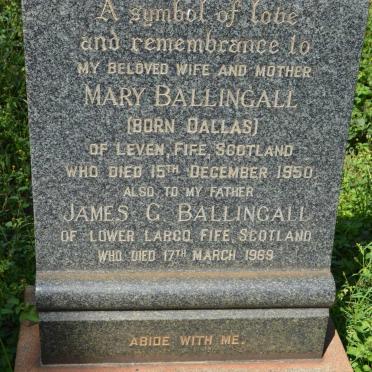 A symbol of love
and remembrance to
MY BELOVED WIFE AND MOTHER
MARY BALLINGALL
(BORN DALLAS)
OF LEVEN, FIFE, SCOTLAND
WHO DIED 15TH DECEMBER 1950.
ALSO TO MY FATHER
JAMES G BALLINGALL
OF LOWER LARGO, FIFE, SCOTLAND
WHO DIED 17TH MARCH 1969
ABIDE WITH ME.